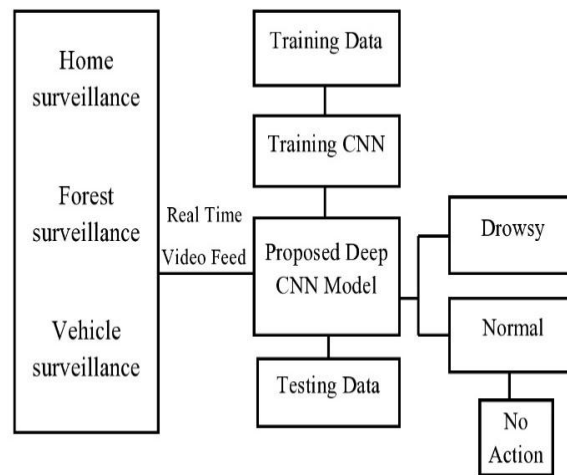 Home
surveillance
Forest
surveillance
Vehicle
surveillance
Real Time
Video Feed
Training Data
Training CNN
Proposed Deep
CNN Model
Testing Data
Drowsy
Normal
No
Action